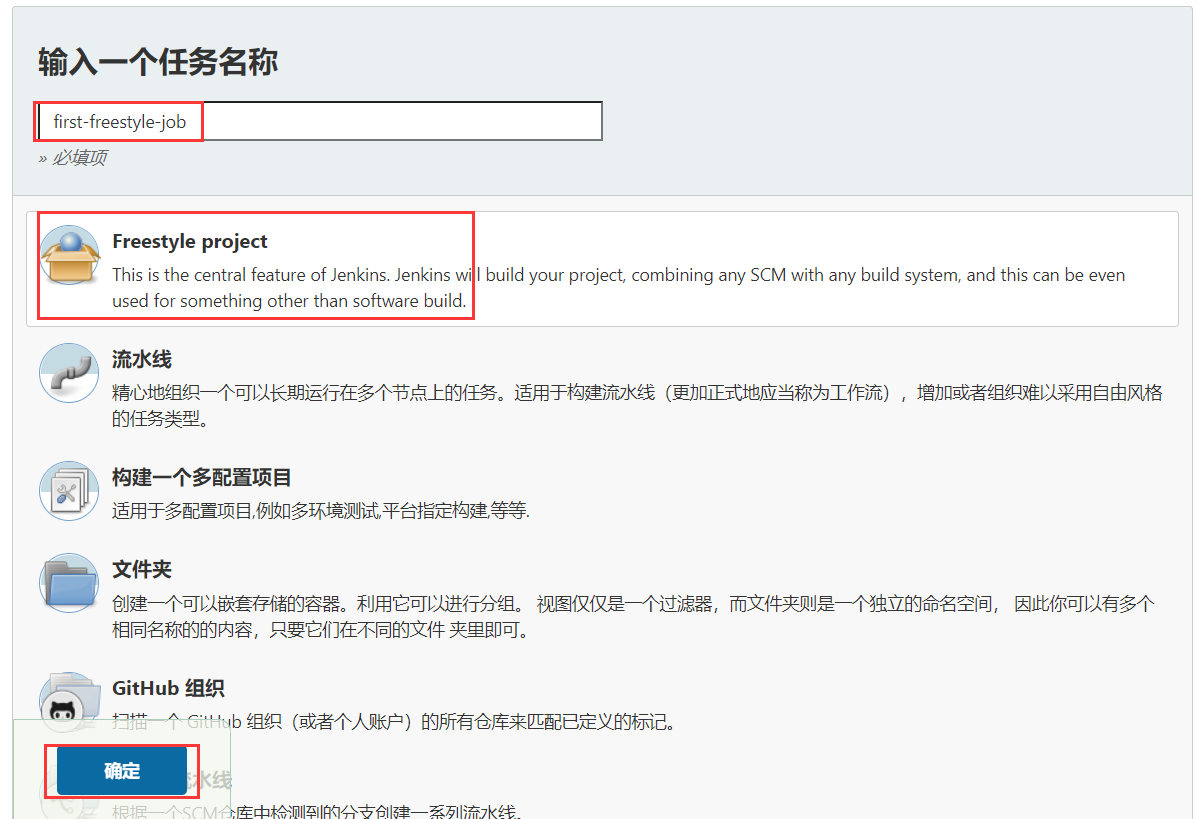 输入一个任务名称
first-freestyle-job
» 必填项
Freestyle project
This is the central feature of Jenkins. Jenkins will build your project, combining any SCM with any build system, and this can be even
used for something other than software build.
流水线
精心地组织一个可以长期运行在多个节点上的任务。适用于构建流水线（更加正式地应当称为工作流），增加或者组织难以采用自由风格
的任务类型。
构建一个多配置项目
适用于多配置项目,例如多环境测试,平台指定构建,等等.
文件夹
创建一个可以嵌套存储的容器。利用它可以进行分组。 视图仅仅是一个过滤器，而文件夹则是一个独立的命名空间， 因此你可以有多个
相同名称的的内容，只要它们在不同的文件 夹里即可。
GitHub 组织
扫描一个 GitHub 组织（或者个人账户）的所有仓库来匹配已定义的标记。
确定
流水线
根据一个SCM仓库中检测到的分支创建一系列流水线。